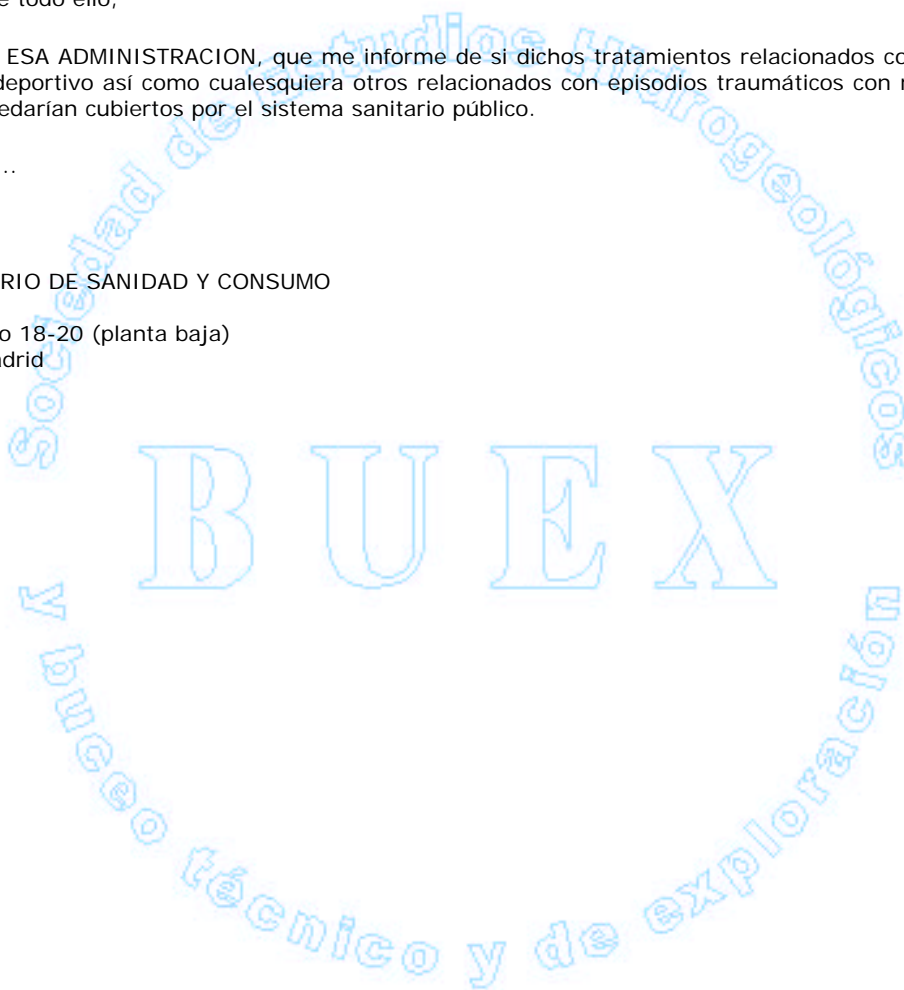 e todo ello,
ESA ADMINISTRACION, que me informe de si dichos tratamientos relacionados co
deportivo así como cualesquiera otros relacionados con episodios traumáticos con
edarían cubiertos por el sistema sanitario público.
..
RIO DE SANIDAD Y CONSUMO
o 18-20 (planta baja)
adrid
Sociedad de Estudios Hidrogeológicos
BUEX
y buceo técnico y de exploración